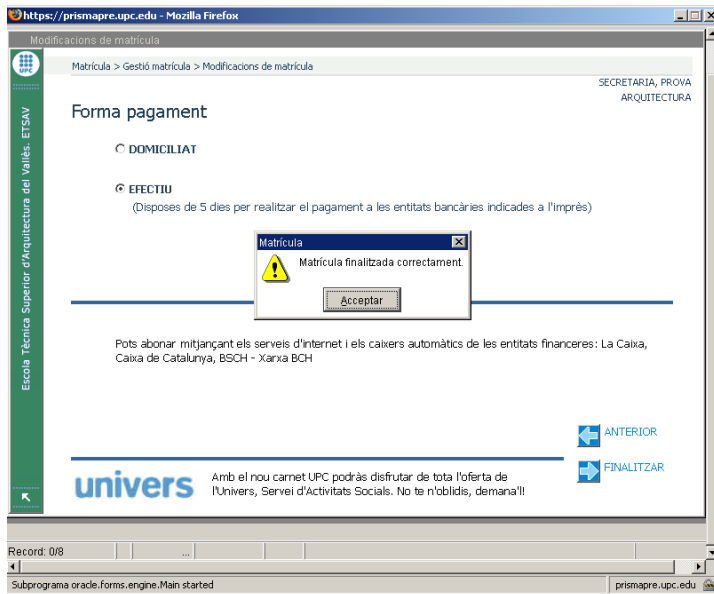 https://prismapre.upc.edu - Mozilla Firefox
Modificacions de matrícula
UPC
Matrícula > Gestió matrícula > Modificacions de matrícula
SECRETARIA, PROVA
ARQUITECTURA
Escola Tècnica Superior d'Arquitectura del Vallès. ETSAV
Forma pagament
DOMICILIAT
EFECTIU
(Disposes de 5 dies per realitzar el pagament a les entitats bancàries indicades a l'imprès)
Matrícula
Matrícula finalitzada correctament.
Acceptar
Pots abonar mitjançant els serveis d'internet i els caixers automàtics de les entitats financeres: La Caixa,
Caixa de Catalunya, BSCH - Xarxa BCH
ANTERIOR
FINALITZAR
univers
Amb el nou carnet UPC podràs disfrutar de tota l'oferta de
l'Univers, Servei d'Activitats Socials. No te n'oblidis, demana'l!
Record: 0/8
...
Subprograma oracle.forms.engine.Main started
prismapre.upc.edu